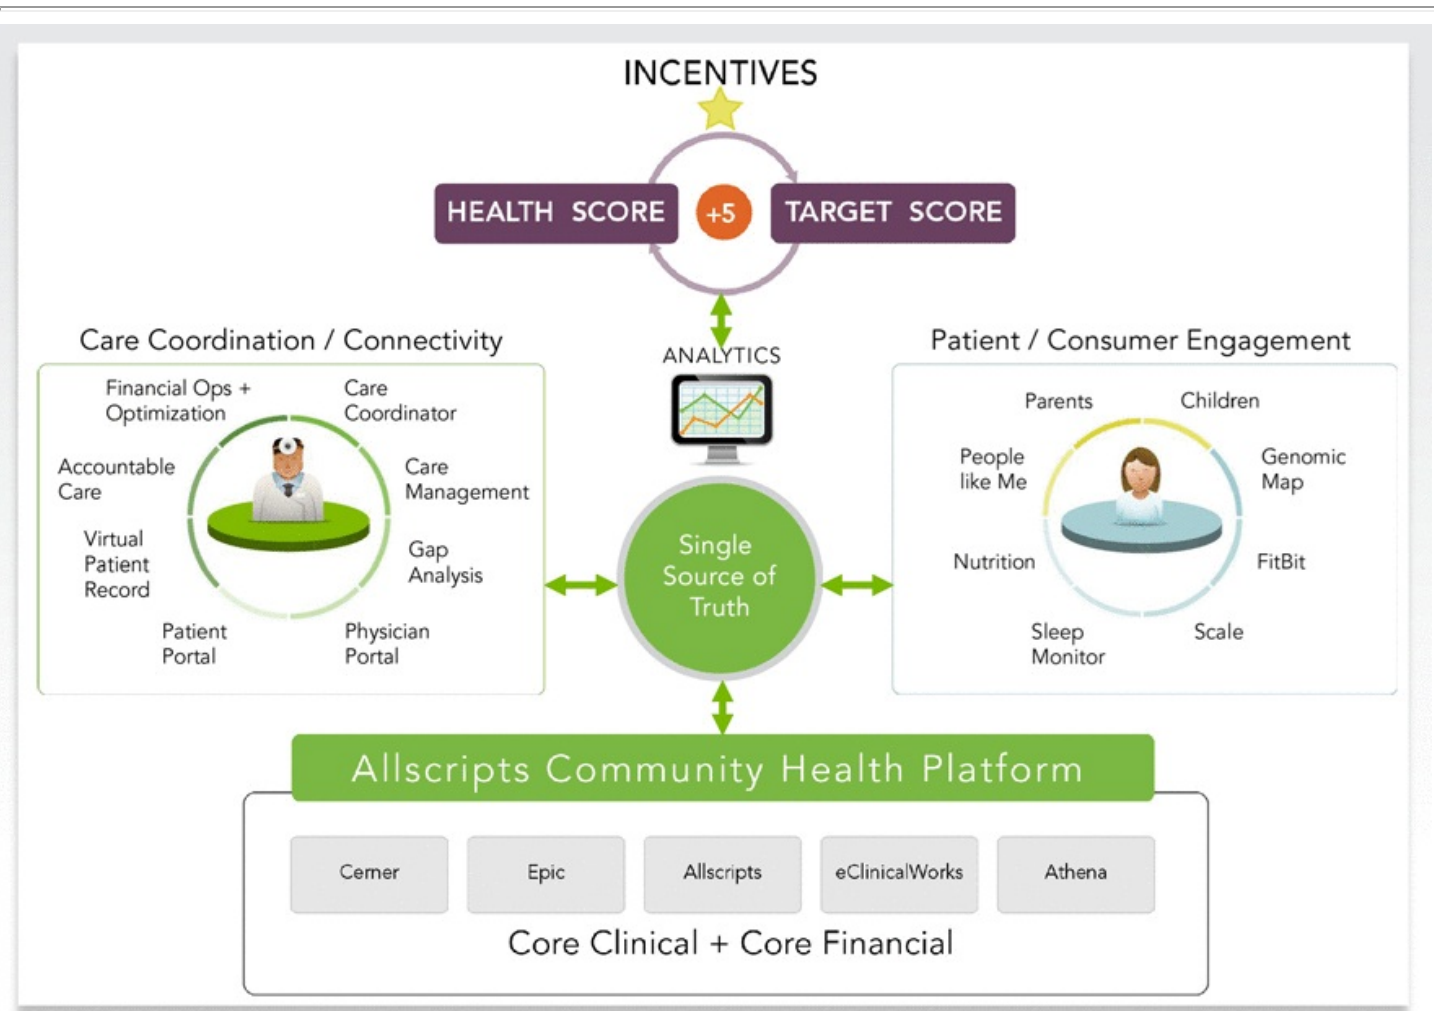 INCENTIVES
HEALTH SCORE
+5
TARGET SCORE
ANALYTICS
Care Coordination / Connectivity
Financial Ops +
Optimization
Care
Coordinator
Accountable
Care
Care
Management
Virtual
Patient
Record
Gap
Analysis
Patient
Portal
Physician
Portal
Single
Source of
Truth
Patient / Consumer Engagement
Parents
Children
People
like Me
Genomic
Map
Nutrition
FitBit
Sleep
Monitor
Scale
Allscripts Community Health Platform
Cerner
Epic
Allscripts
eClinicalWorks
Athena
Core Clinical + Core Financial